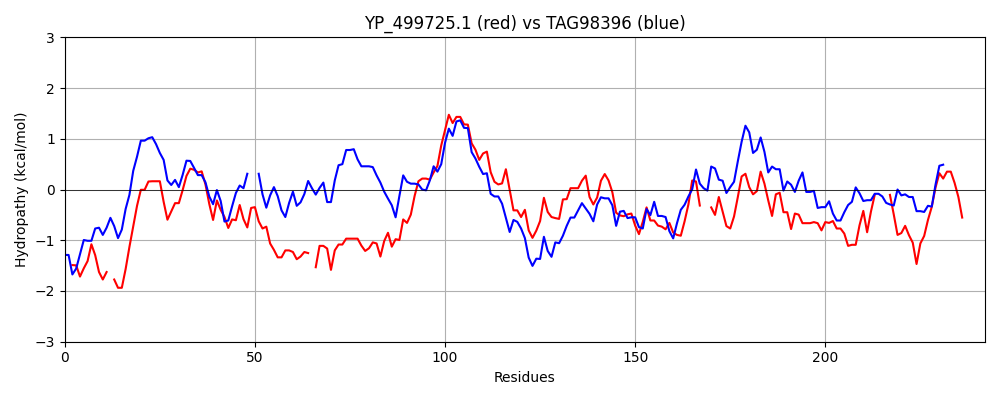 YP_499725.1 (red) vs TAG98396 (blue)
3
2
1
0
−1
−2
−3
Hydropathy (kcal/mol)
0 50 100 150 200
Residues